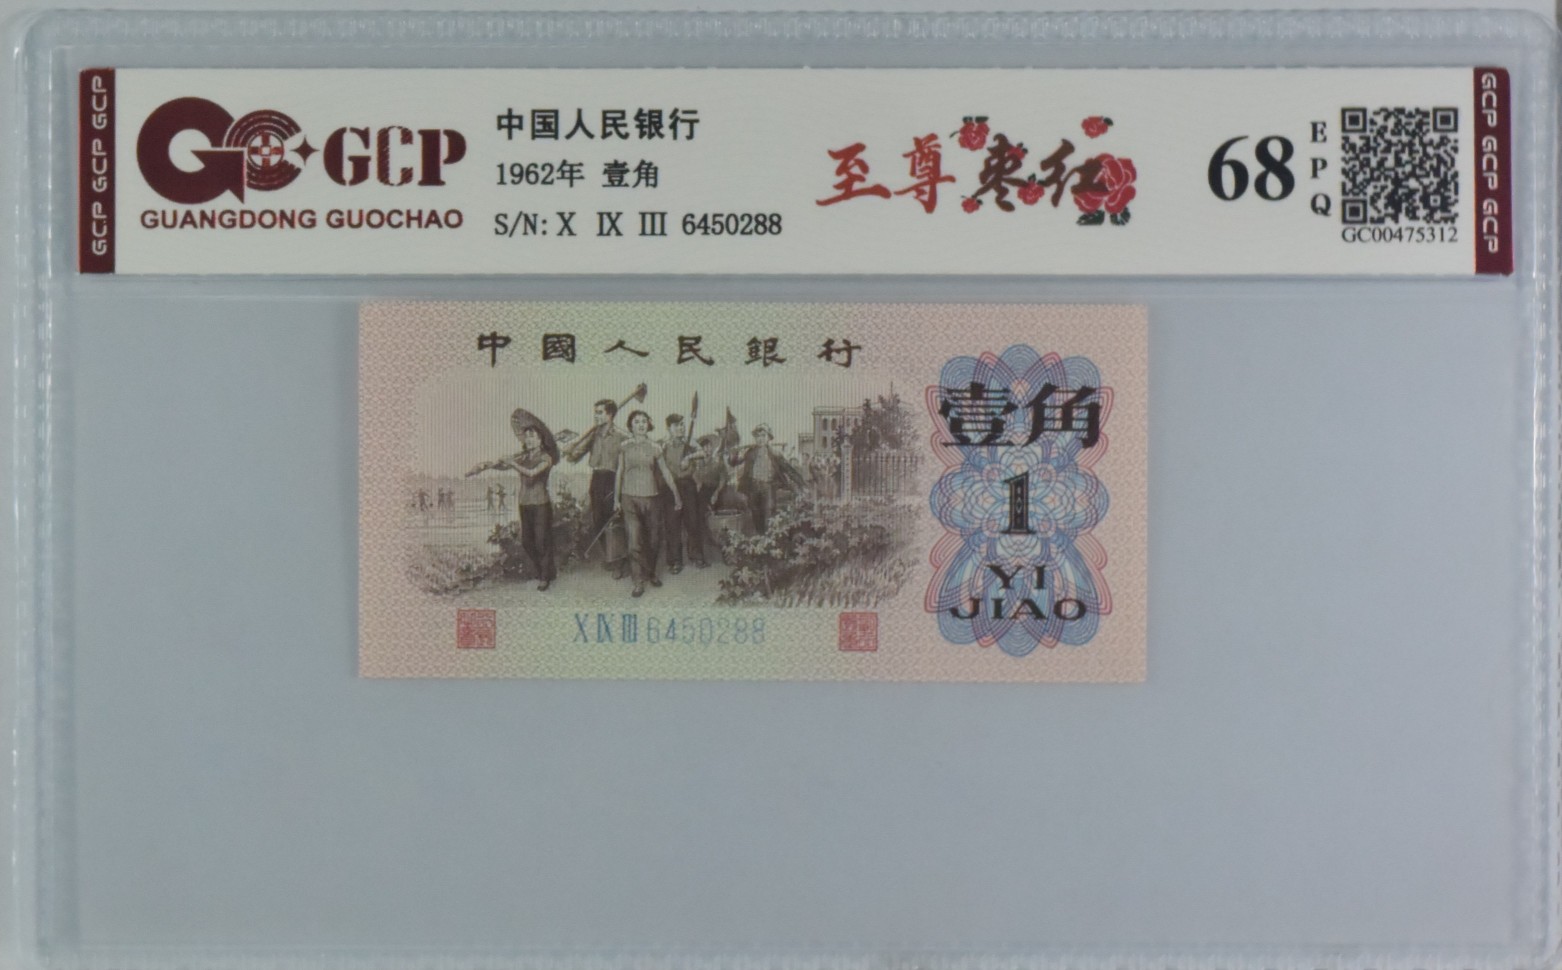 GCP GCP GCP
GCP
GUANGDONG GUOCHAO
中国人民银行
1962年 壹角
S/N: X IX III 6450288
至尊枣红
68
EPQ
GC00475312
GCP GCP GCP
中國人民銀行
壹角
1
YI
JIAO
X IX III 6450288